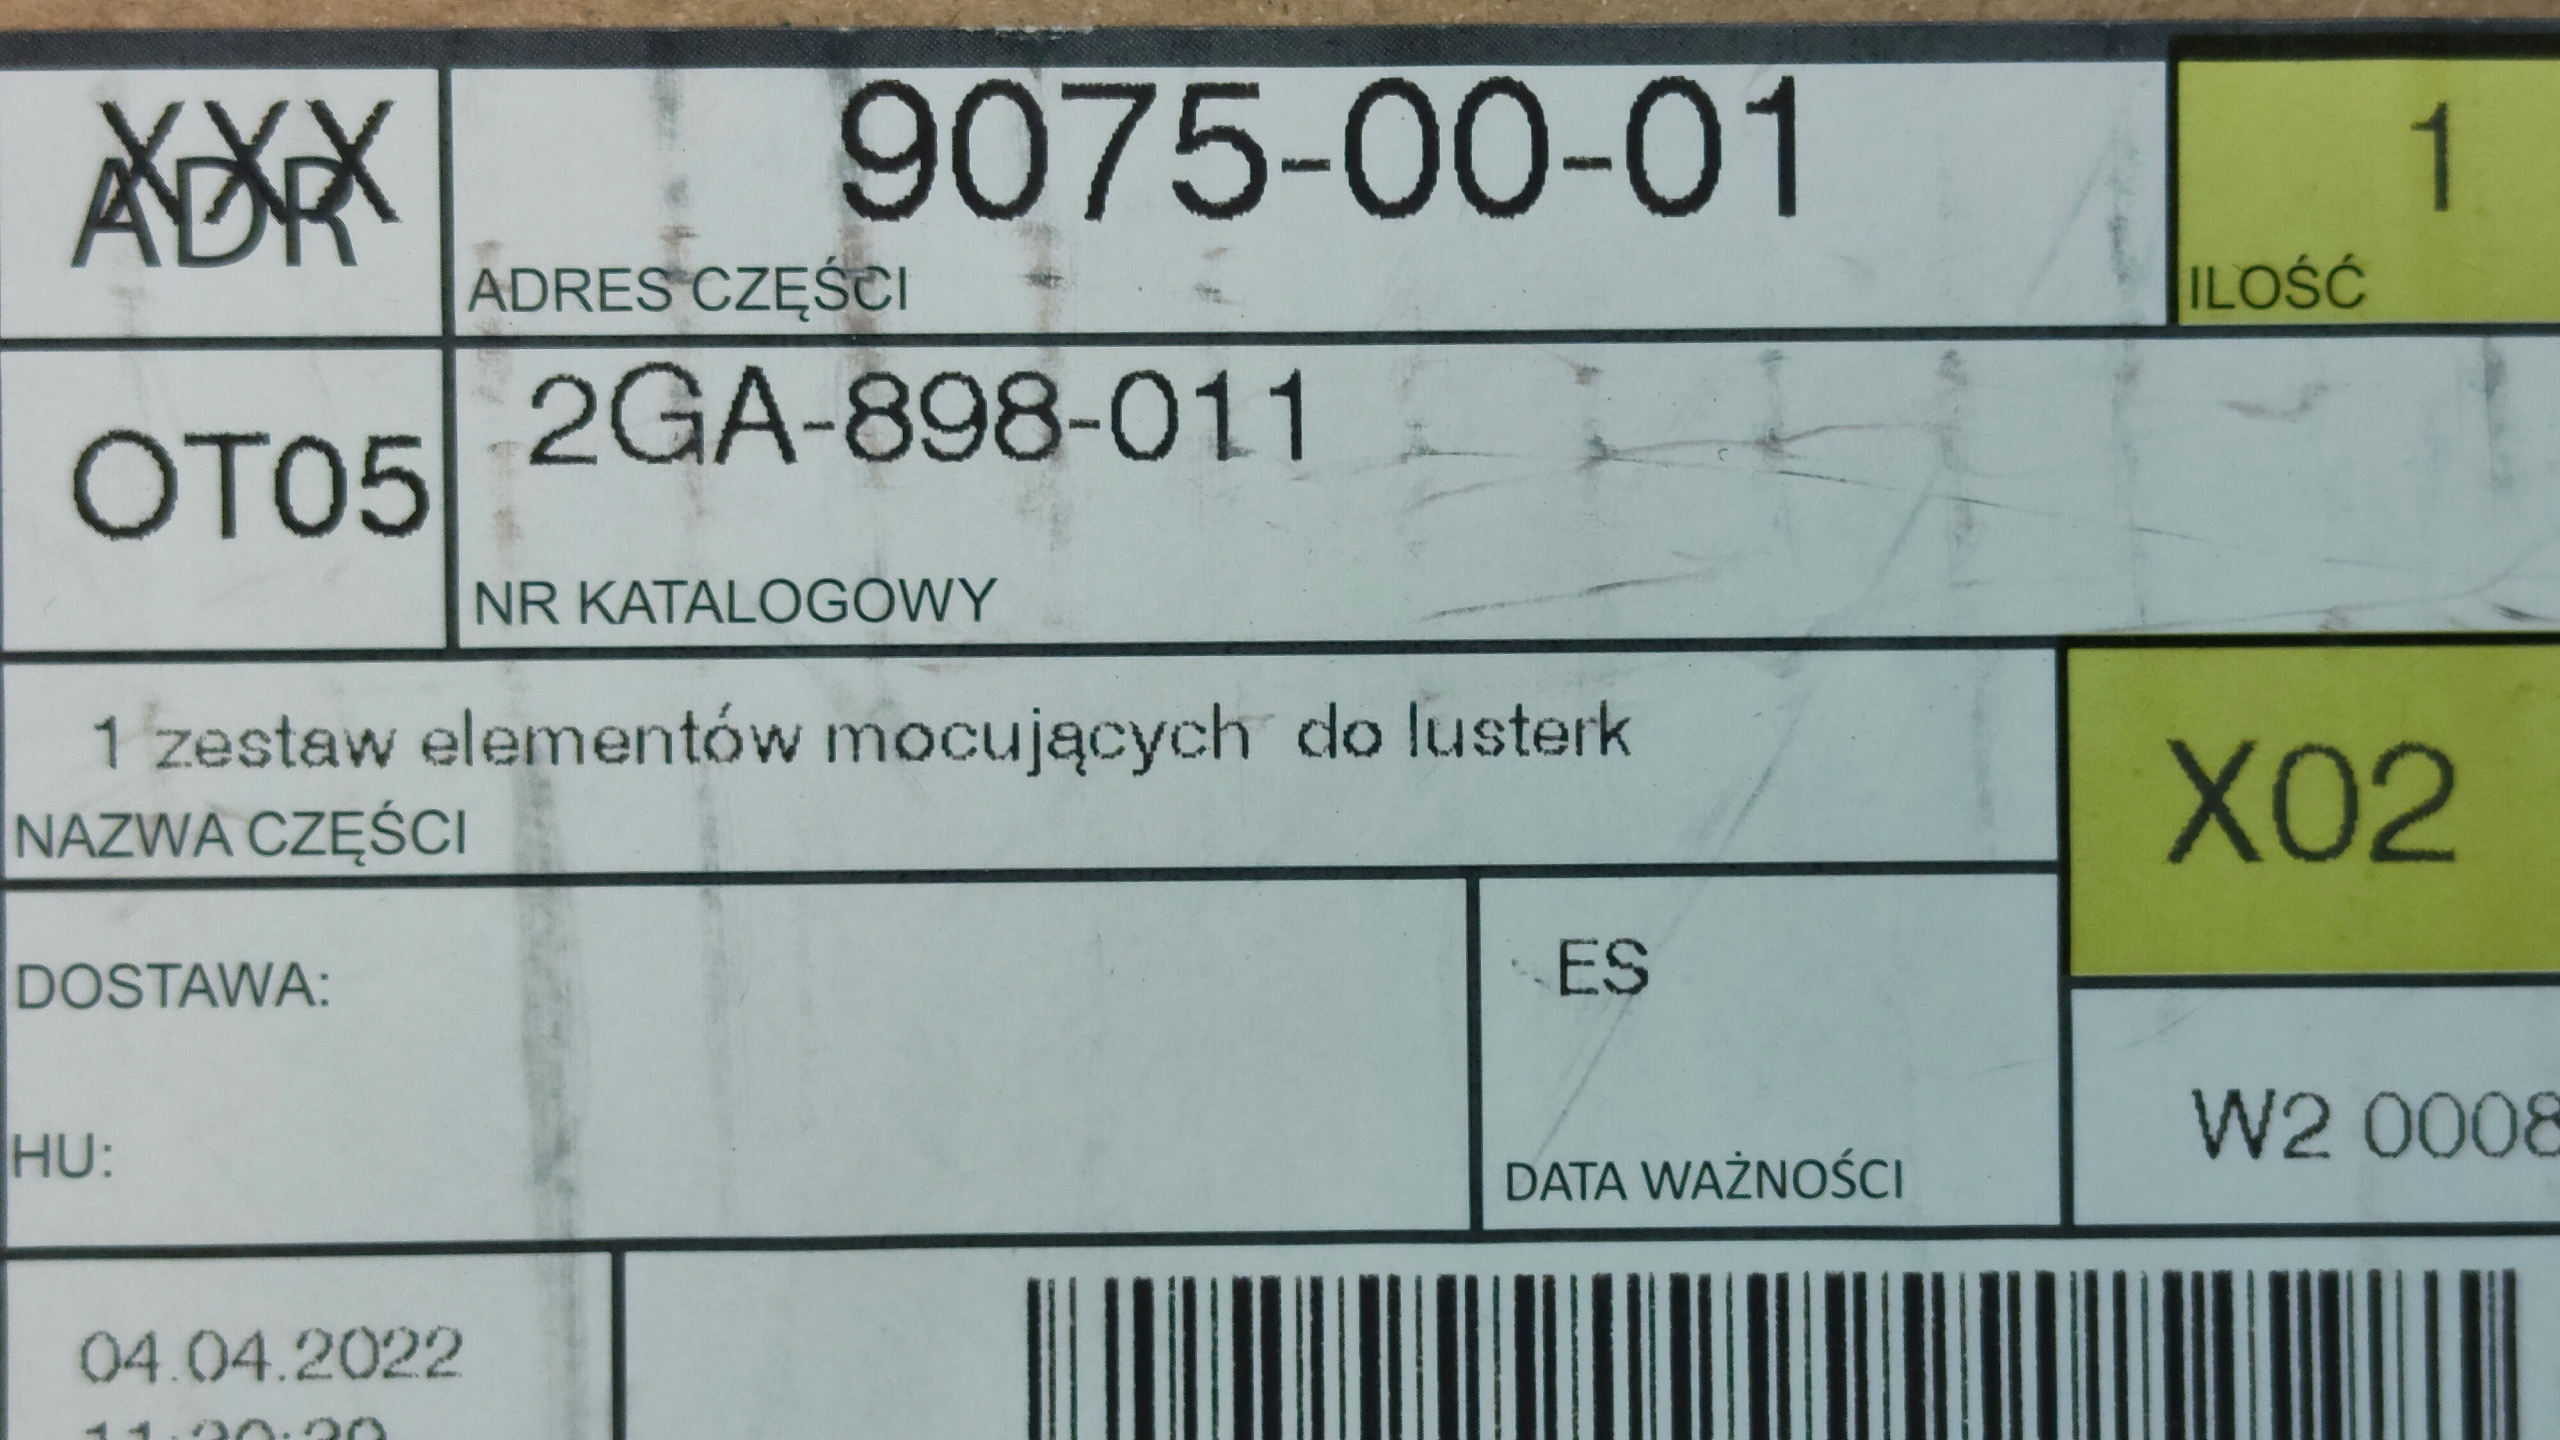 XXX
ADR
9075-00-01
ADRES CZĘŚCI
1
ILOŚĆ
OT05
2GA-898-011
NR KATALOGOWY
1 zestaw elementów mocujących do lusterk
NAZWA CZĘŚCI
X02
DOSTAWA:
HU:
ES
DATA WAŻNOŚCI
W2 0008
04.04.2022